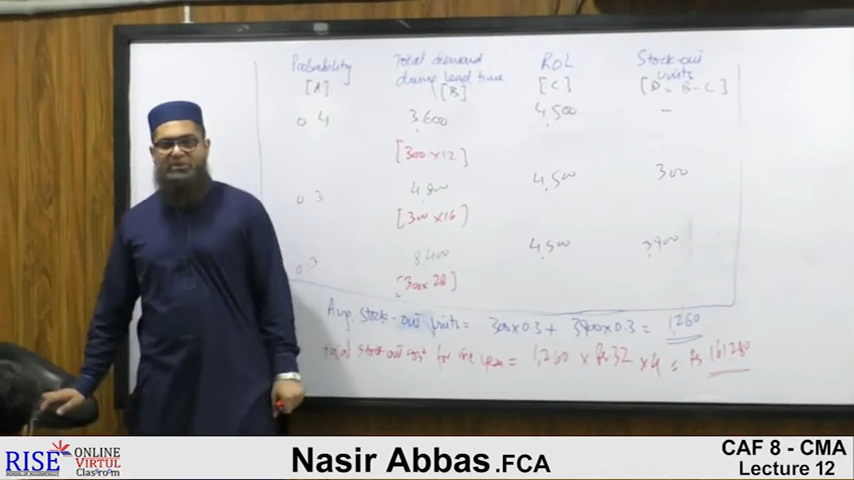 Probability Total demand ROL Stock-out
during lead time Units
[A] [B] [C] [D = B - C]
0.4 3,600 4,500 -
[300 x 12]
0.3 4,800 4,500 300
[300 x 16]
0.3 8,400 4,500 3,900
[300 x 28]
Avg. Stock-out Units = 300 x 0.3 + 3900 x 0.3 = 1,260
Total stock out cost for the year = 1,260 x Rs 32 x 4 = Rs 161280
RISE ONLINE
VIRTUL
Classroom
Nasir Abbas .FCA
CAF 8 - CMA
Lecture 12